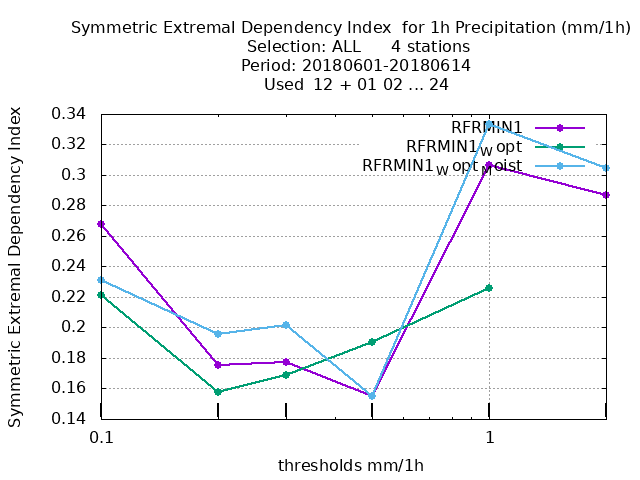 Symmetric Extremal Dependency Index for 1h Precipitation (mm/1h)
Selection: ALL 4 stations
Period: 20180601-20180614
Used 12 + 01 02 ... 24
Symmetric Extremal Dependency Index
0.34
0.32
0.3
0.28
0.26
0.24
0.22
0.2
0.18
0.16
0.14
RFRMIN1
RFRMIN1W opt
RFRMIN1W opt Moist
0.1
1
thresholds mm/1h